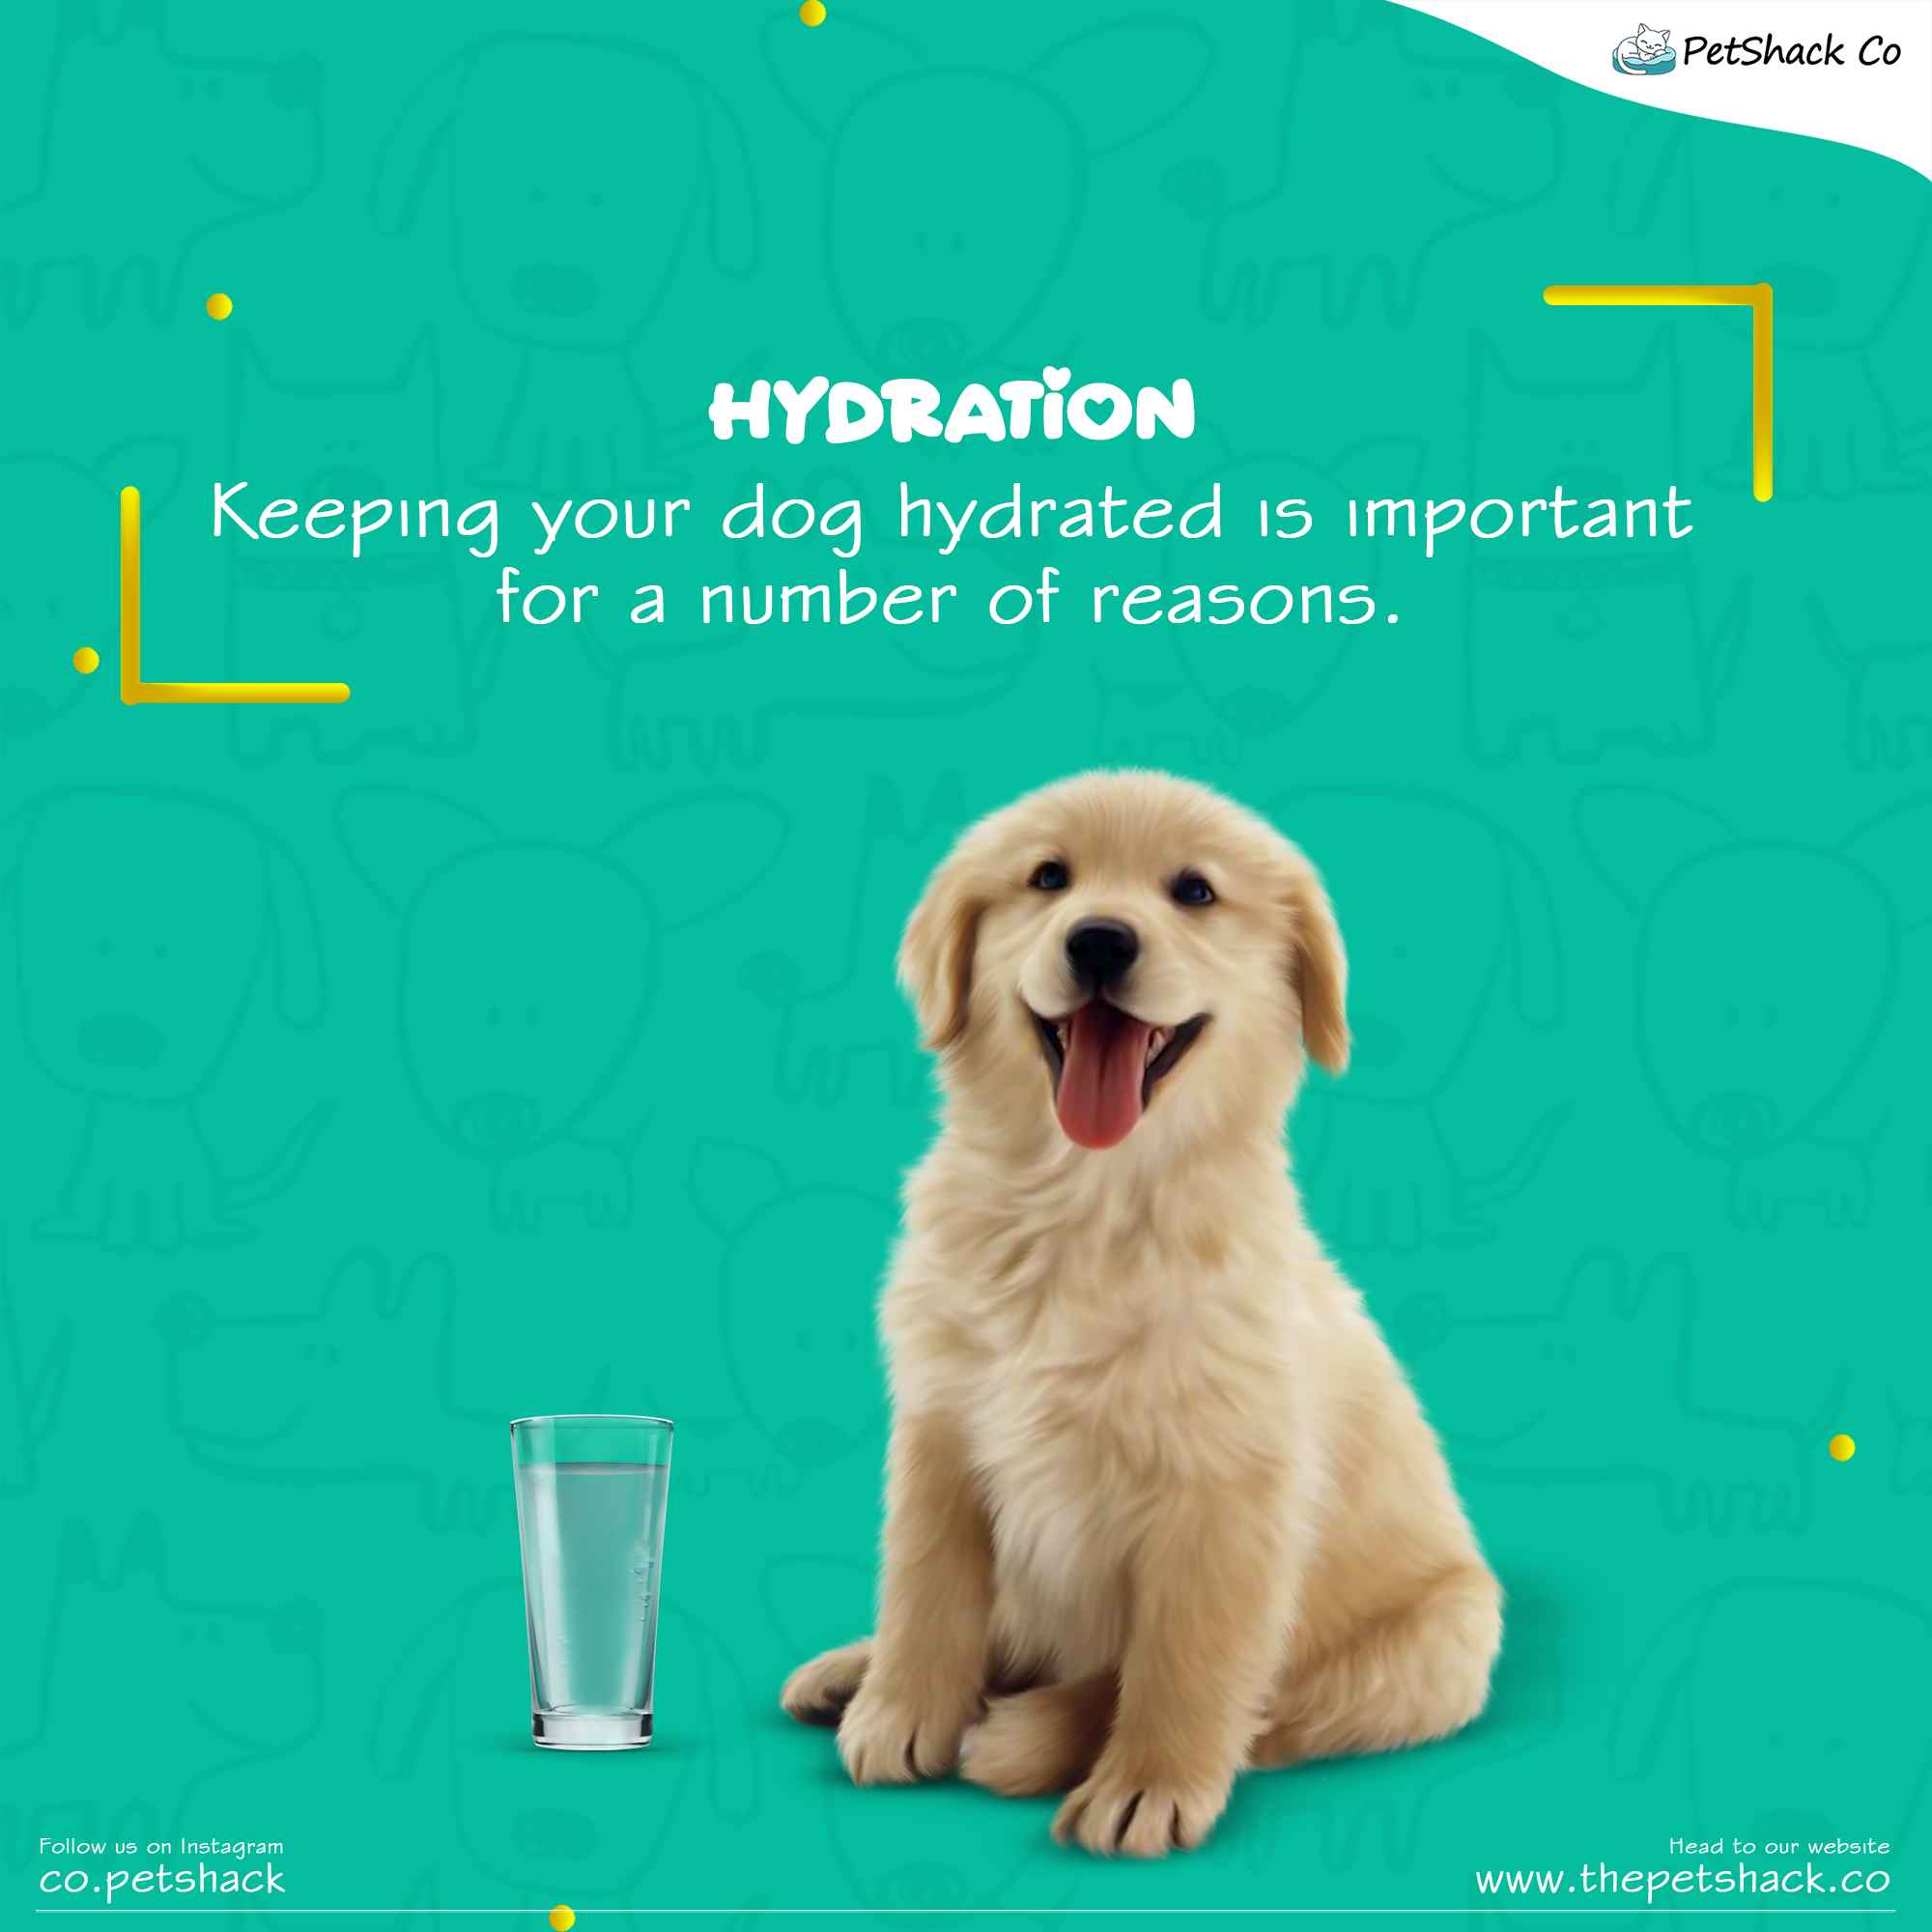 PetShack Co
HYDRATiON
Keeping your dog hydrated is important
for a number of reasons.
Follow us on Instagram
co.petshack
Head to our website
www.thepetshack.co